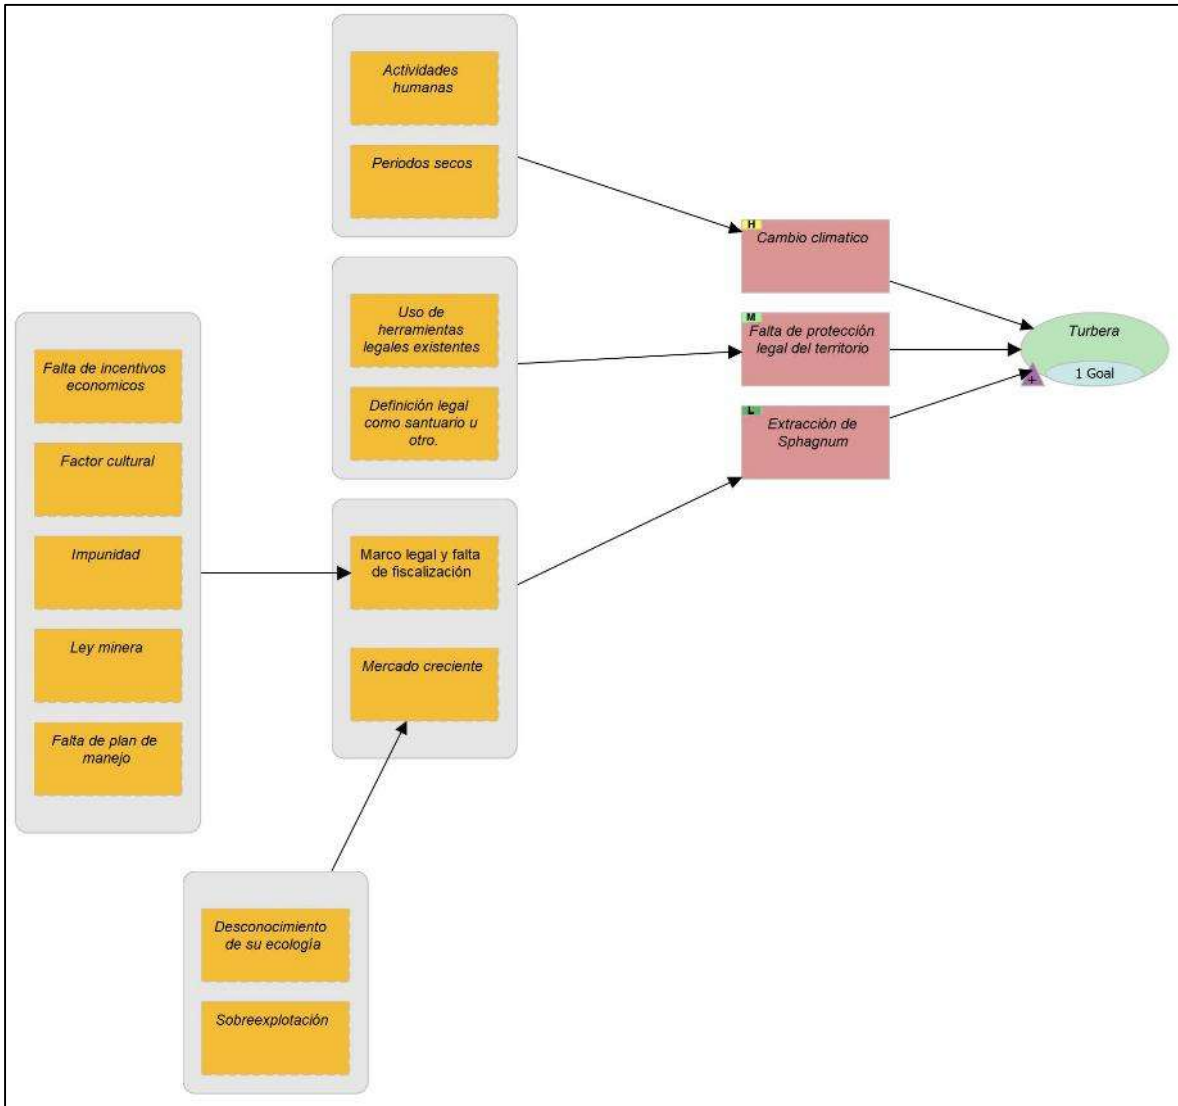 Actividades
humanas
Periodos secos
H
Cambio climatico
Uso de
herramientas
legales existentes
Definición legal
como santuario u
otro.
M
Falta de protección
legal del territorio
Turbera
+
1 Goal
L
Extracción de
Sphagnum
Falta de incentivos
economicos
Factor cultural
Impunidad
Ley minera
Falta de plan de
manejo
Marco legal y falta
de fiscalización
Mercado creciente
Desconocimiento
de su ecología
Sobreexplotación